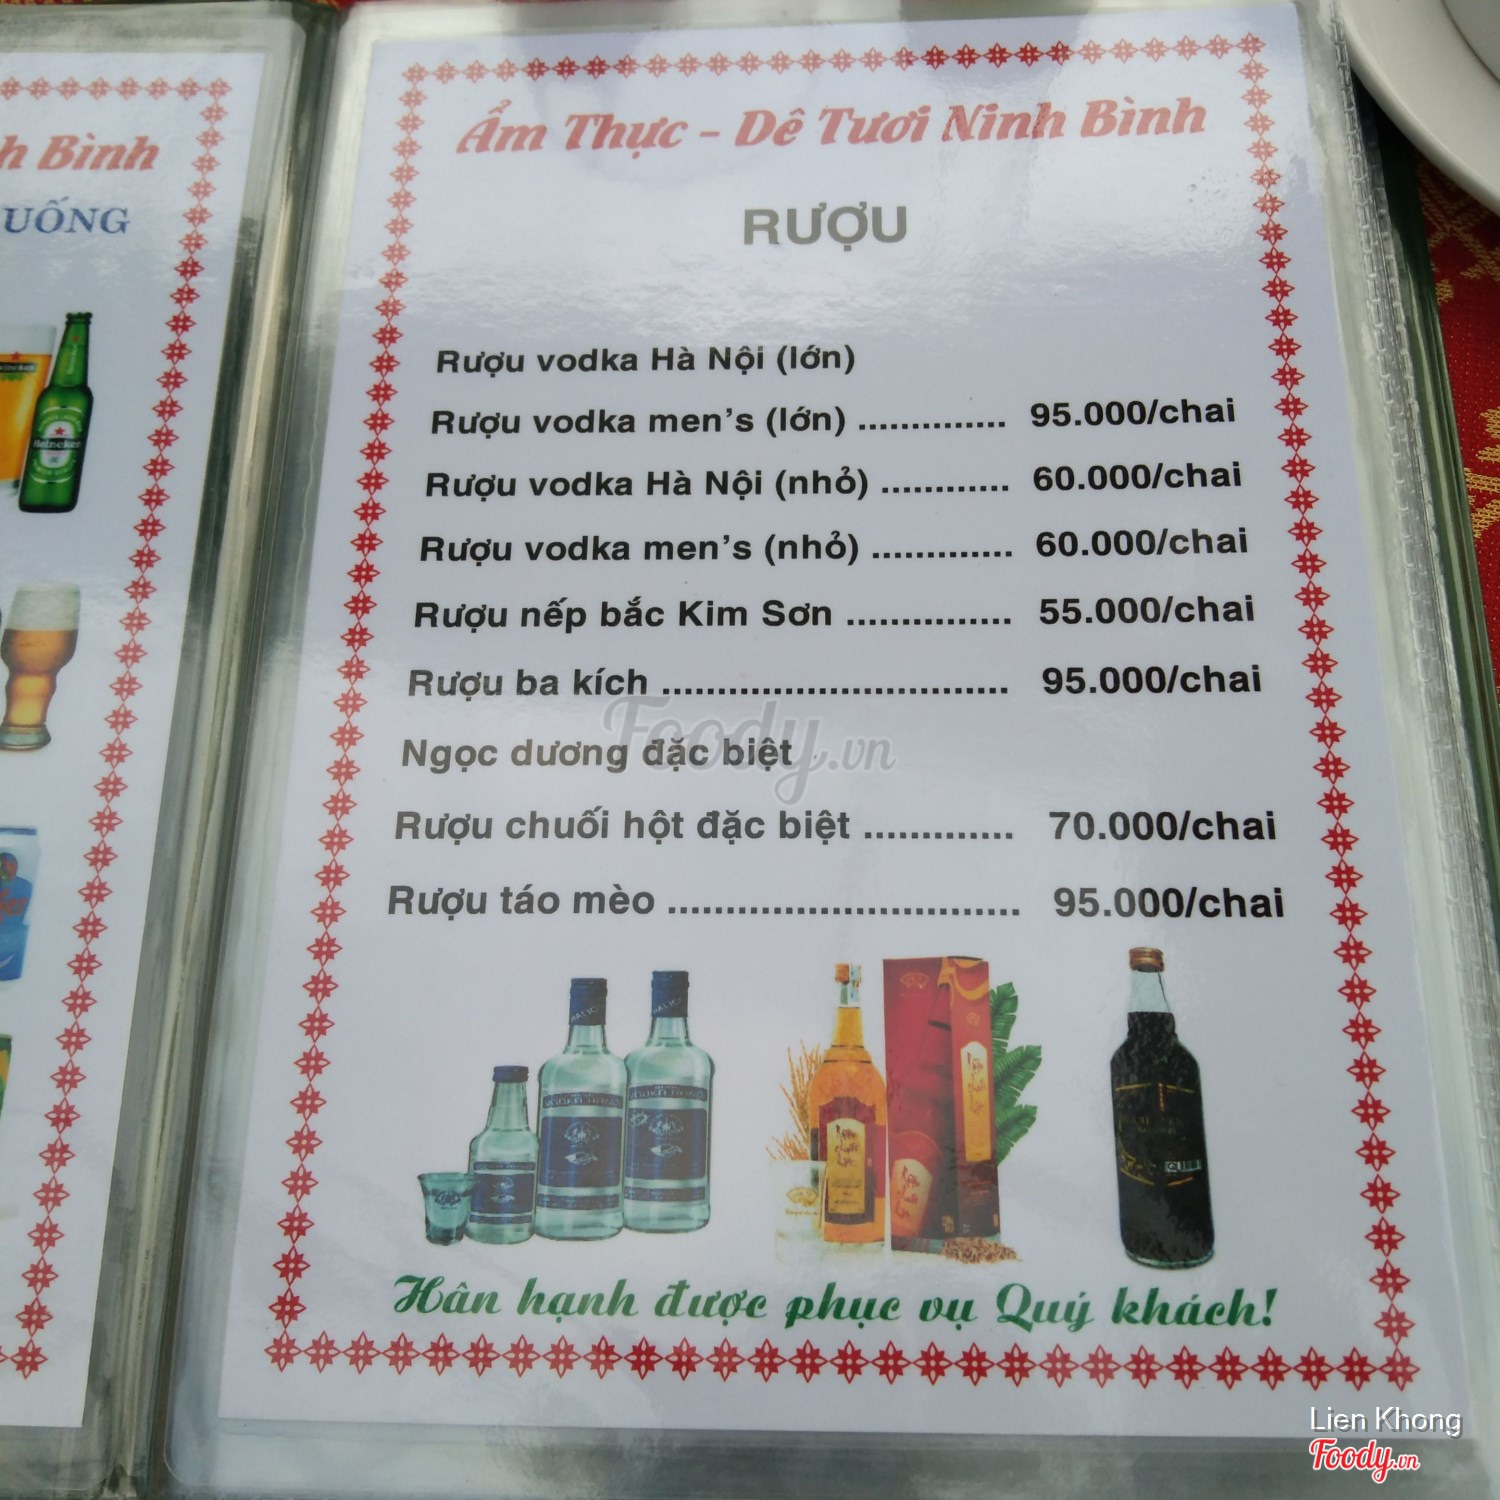 h Bình
UỐNG
Heineken
Ẩm Thực - Dê Tươi Ninh Bình
RƯỢU
Rượu vodka Hà Nội (lớn)
Rượu vodka men's (lớn) .............. 95.000/chai
Rượu vodka Hà Nội (nhỏ) ............ 60.000/chai
Rượu vodka men's (nhỏ) ............. 60.000/chai
Rượu nếp bắc Kim Sơn ............... 55.000/chai
Rượu ba kích ................................ 95.000/chai
Ngọc dương đặc biệt
Rượu chuối hột đặc biệt ............. 70.000/chai
Rượu táo mèo ............................... 95.000/chai
Foody.vn
Hân hạnh được phục vụ Quý khách!
Lien Khong
Foody.vn